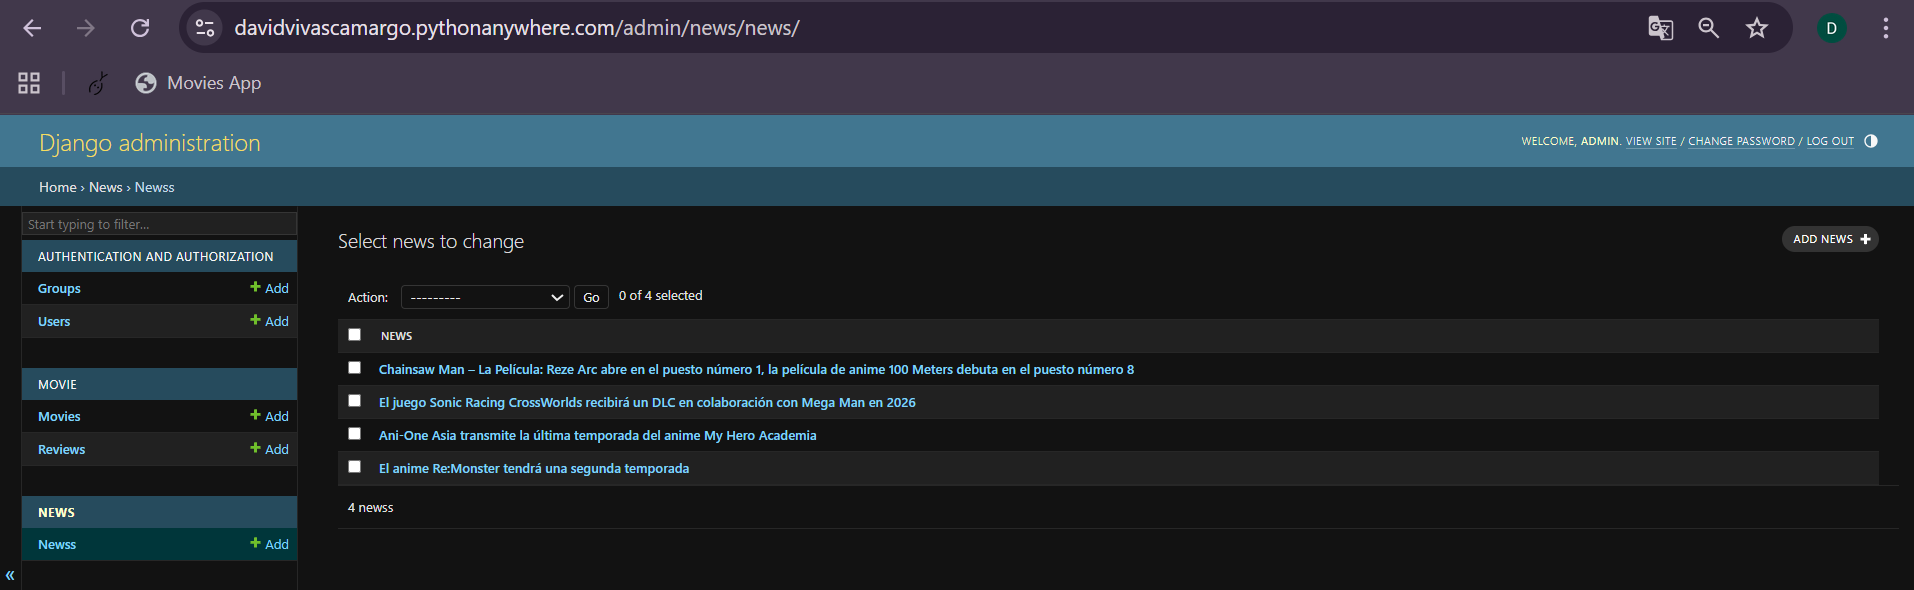 davidvivascamargo.pythonanywhere.com/admin/news/news/
D
Movies App
Django administration
WELCOME, ADMIN. VIEW SITE / CHANGE PASSWORD / LOG OUT
Home › News › Newss
Start typing to filter...
AUTHENTICATION AND AUTHORIZATION
Groups + Add
Users + Add
MOVIE
Movies + Add
Reviews + Add
NEWS
Newss + Add
«
Select news to change
ADD NEWS +
Action: --------- Go 0 of 4 selected
NEWS
Chainsaw Man – La Película: Reze Arc abre en el puesto número 1, la película de anime 100 Meters debuta en el puesto número 8
El juego Sonic Racing CrossWorlds recibirá un DLC en colaboración con Mega Man en 2026
Ani-One Asia transmite la última temporada del anime My Hero Academia
El anime Re:Monster tendrá una segunda temporada
4 newss